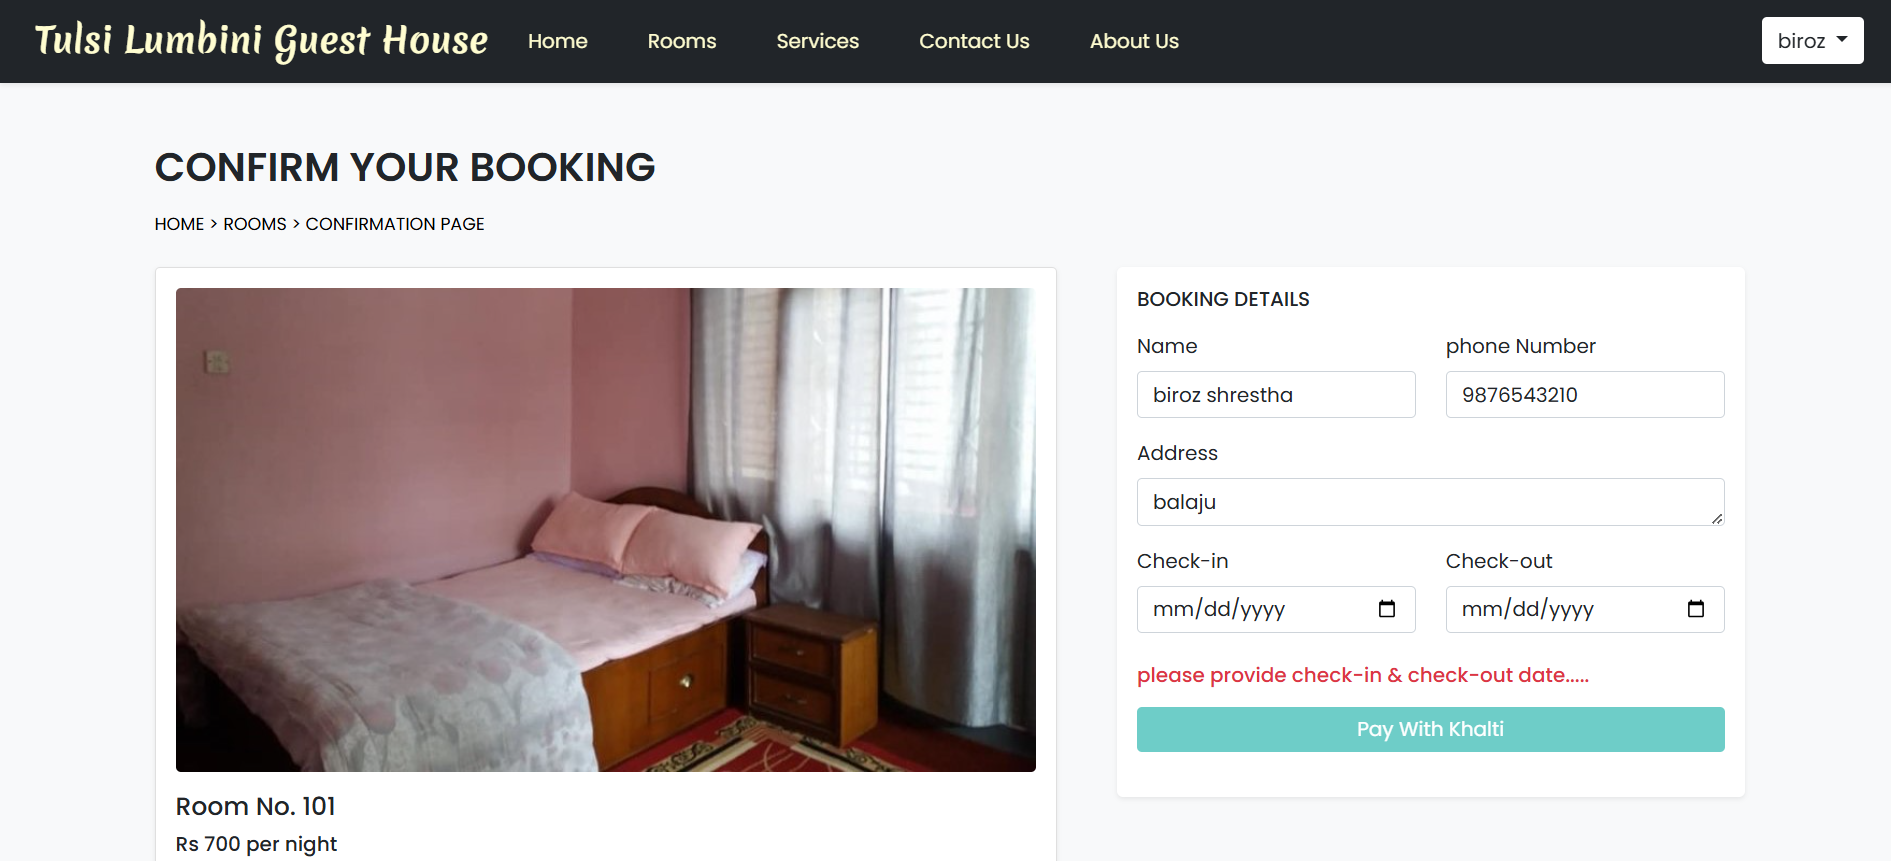 Tulsi Lumbini Guest House Home Rooms Services Contact Us About Us biroz
CONFIRM YOUR BOOKING
HOME > ROOMS > CONFIRMATION PAGE
Room No. 101
Rs 700 per night
BOOKING DETAILS
Name phone Number
biroz shrestha 9876543210
Address
balaju
Check-in Check-out
mm/dd/yyyy mm/dd/yyyy
please provide check-in & check-out date.....
Pay With Khalti